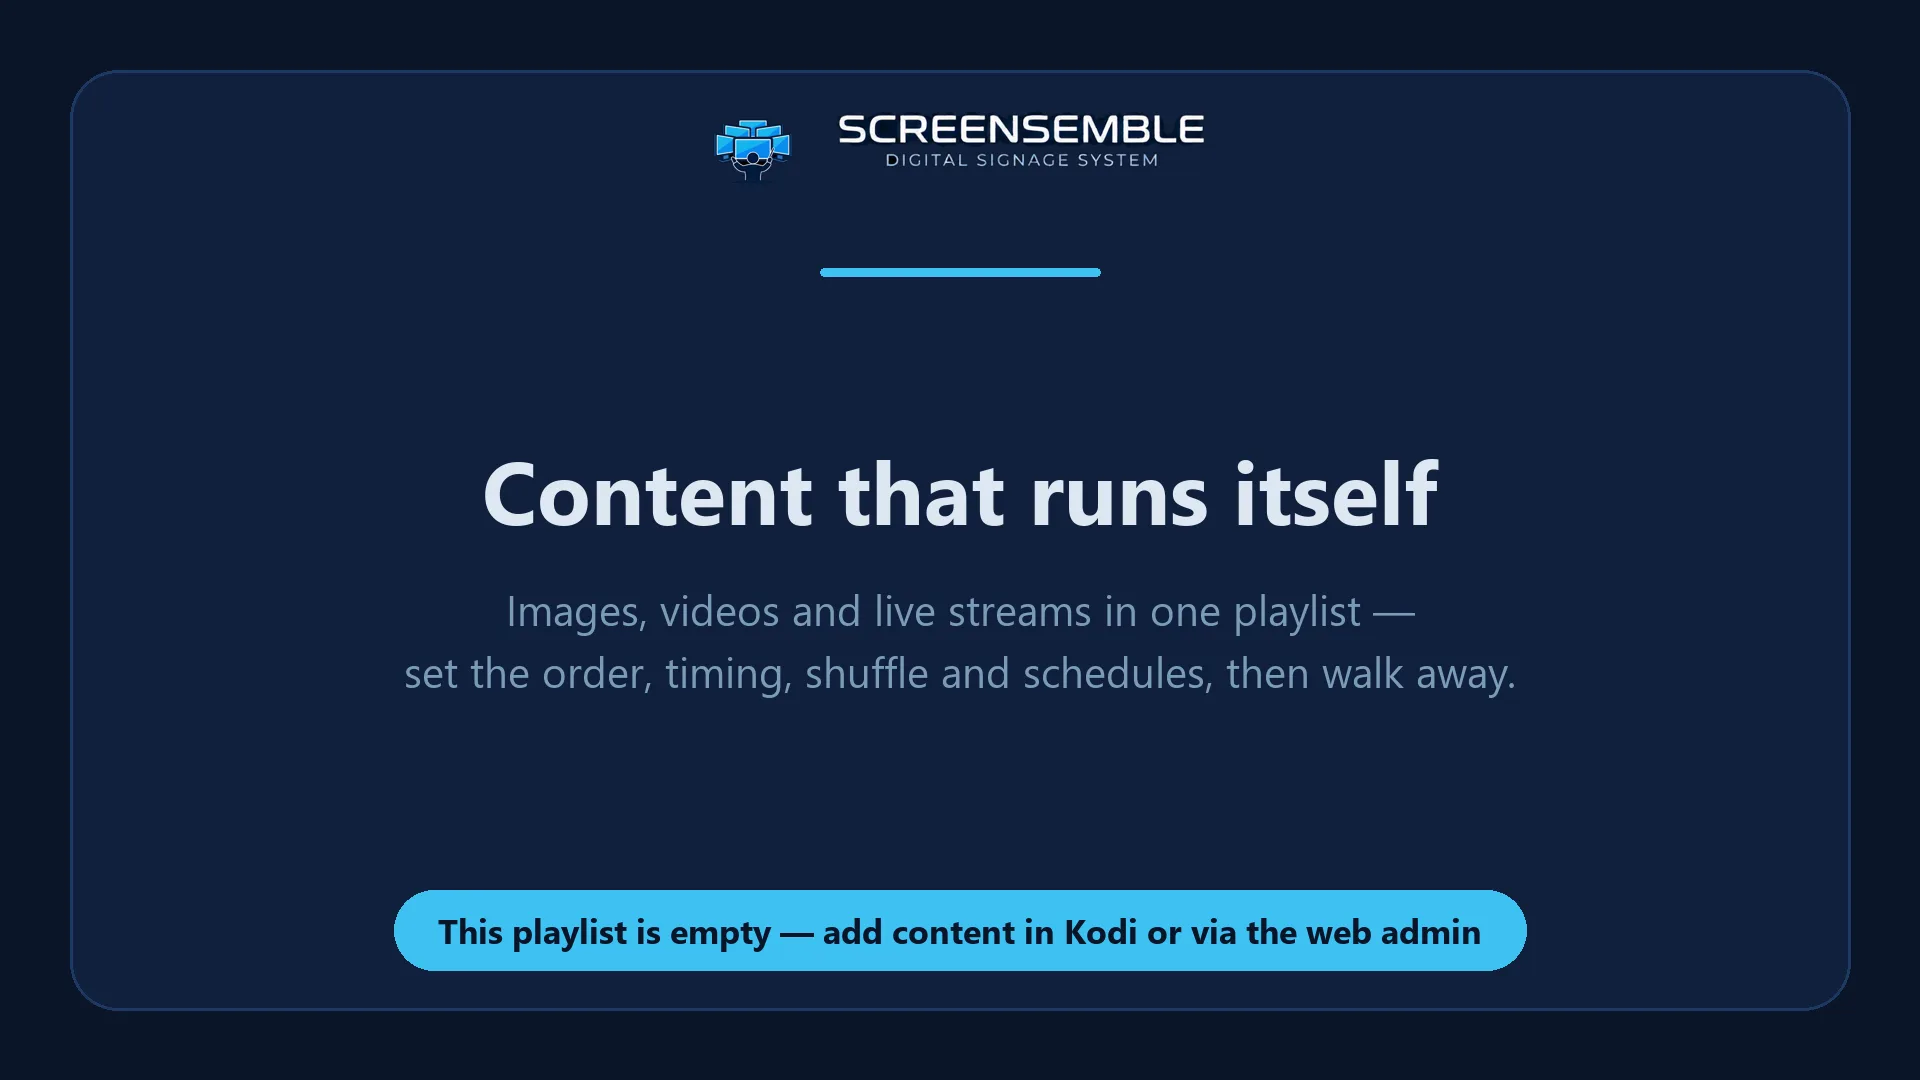 SCREENSEMBLE
DIGITAL SIGNAGE SYSTEM
Content that runs itself
Images, videos and live streams in one playlist —
set the order, timing, shuffle and schedules, then walk away.
This playlist is empty — add content in Kodi or via the web admin